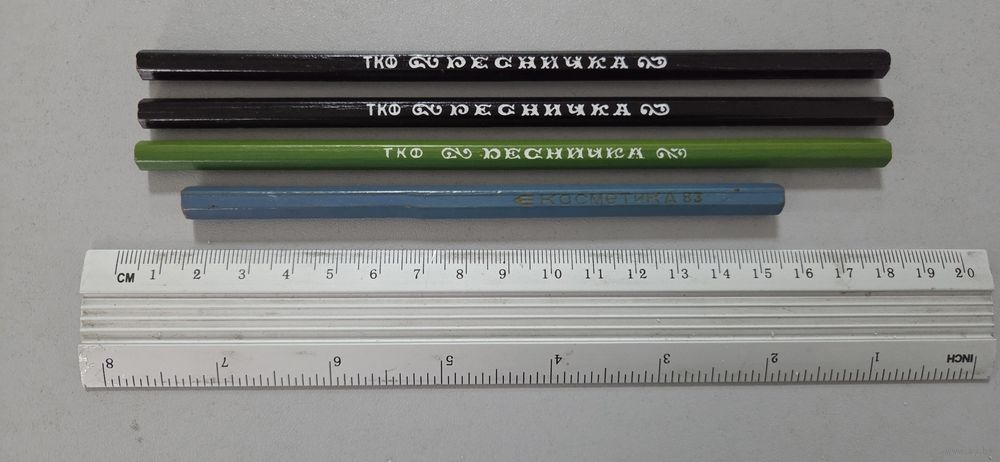 ТКФ РЕСНИЧКА
ТКФ РЕСНИЧКА
ТКФ РЕСНИЧКА
КОСМЕТИКА 83
CM 1 2 3 4 5 6 7 8 9 10 11 12 13 14 15 16 17 18 19 20
8 7 6 5 4 3 2 1 INCH